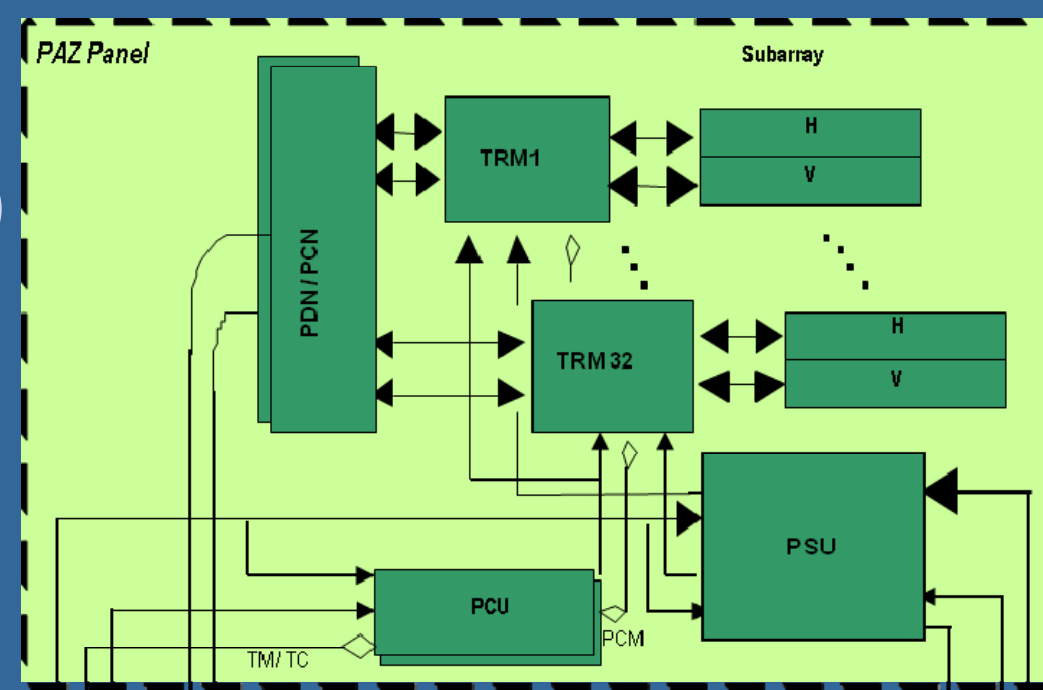 PAZ Panel
Subarray
H
V
TRM1
PDN / PCN
H
V
TRM 32
PSU
PCU
PCM
TM/ TC